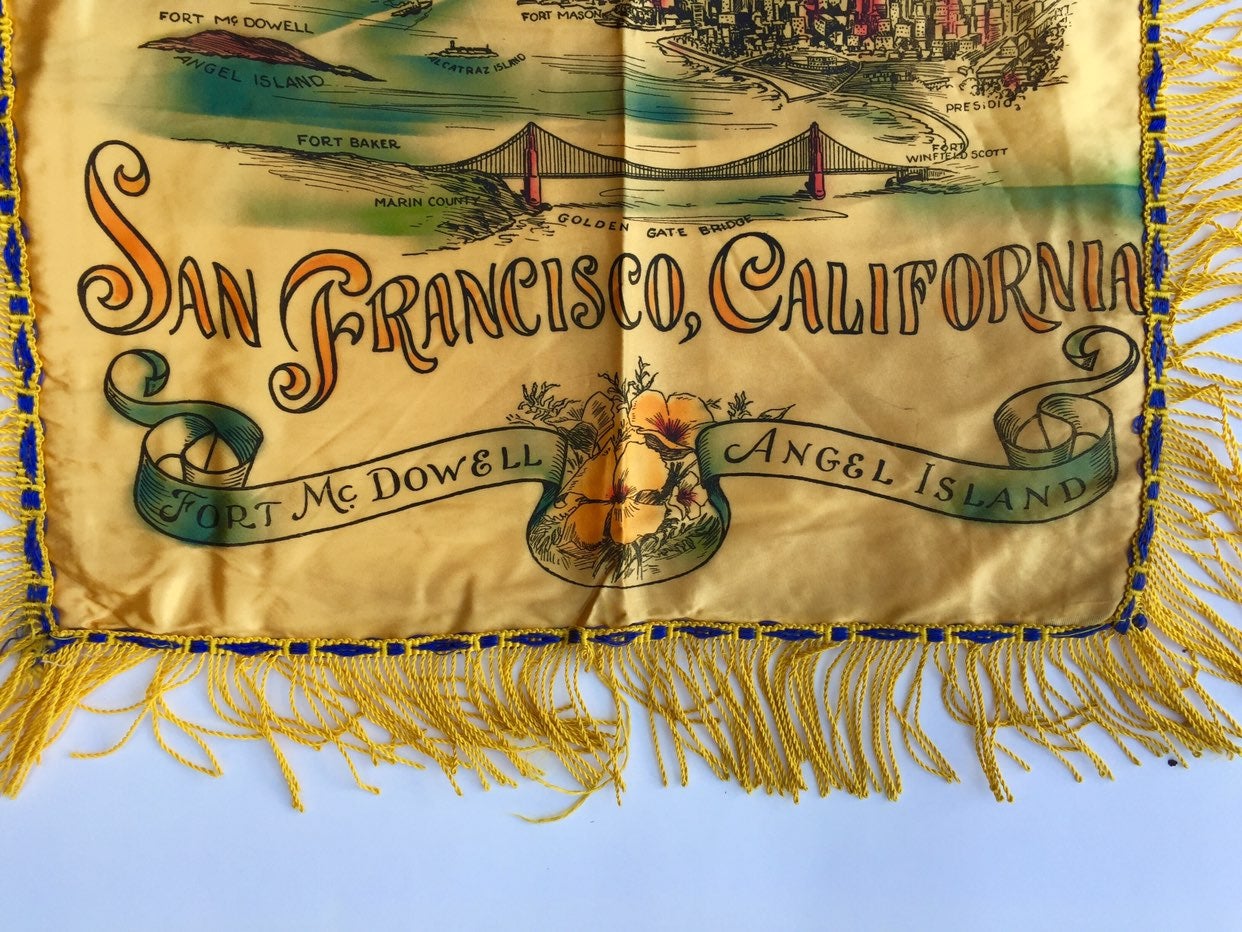 FORT McDOWELL
FORT MASON
ANGEL ISLAND
ALCATRAZ ISLAND
PRESIDIO
FORT BAKER
FORT
WINFIELD SCOTT
MARIN COUNTY
GOLDEN GATE BRIDGE
SAN FRANCISCO, CALIFORNIA
FORT McDOWELL
ANGEL ISLAND